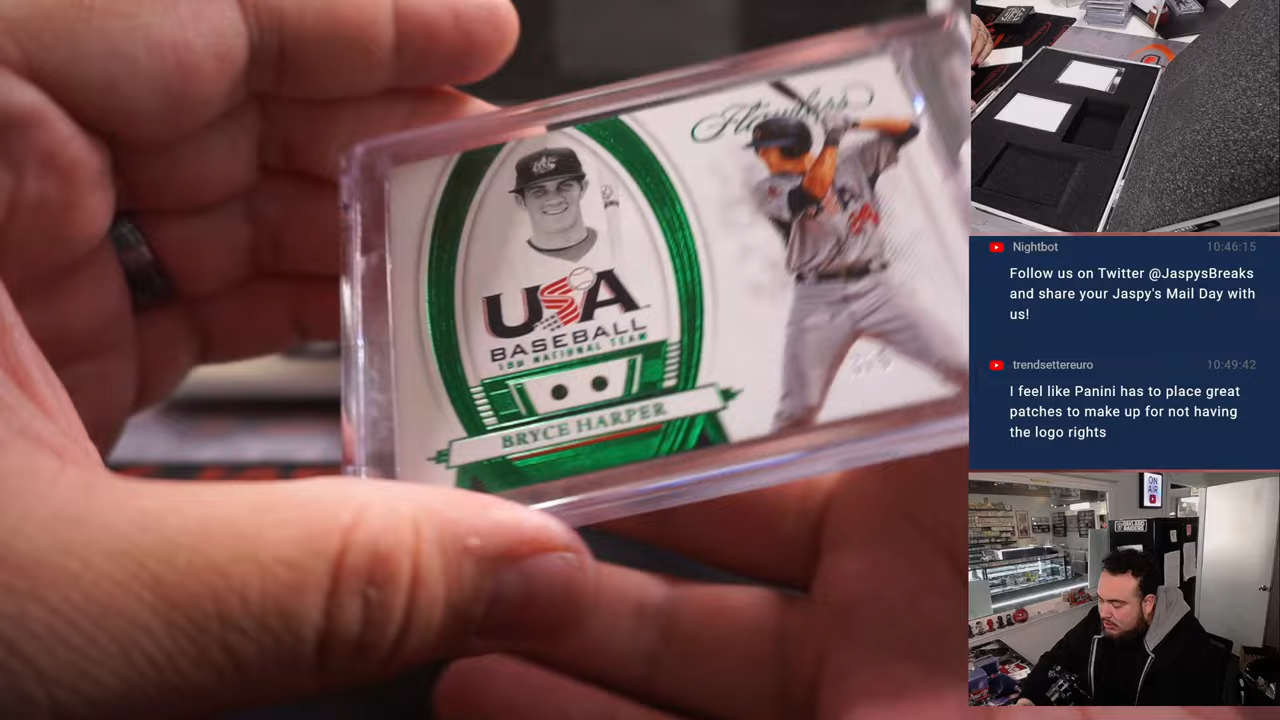 Flawless
USA
BASEBALL
18U NATIONAL TEAM
BRYCE HARPER
Nightbot
10:46:15
Follow us on Twitter @JaspysBreaks
and share your Jaspy's Mail Day with
us!
trendsettereuro
10:49:42
I feel like Panini has to place great
patches to make up for not having
the logo rights
ON
AIR